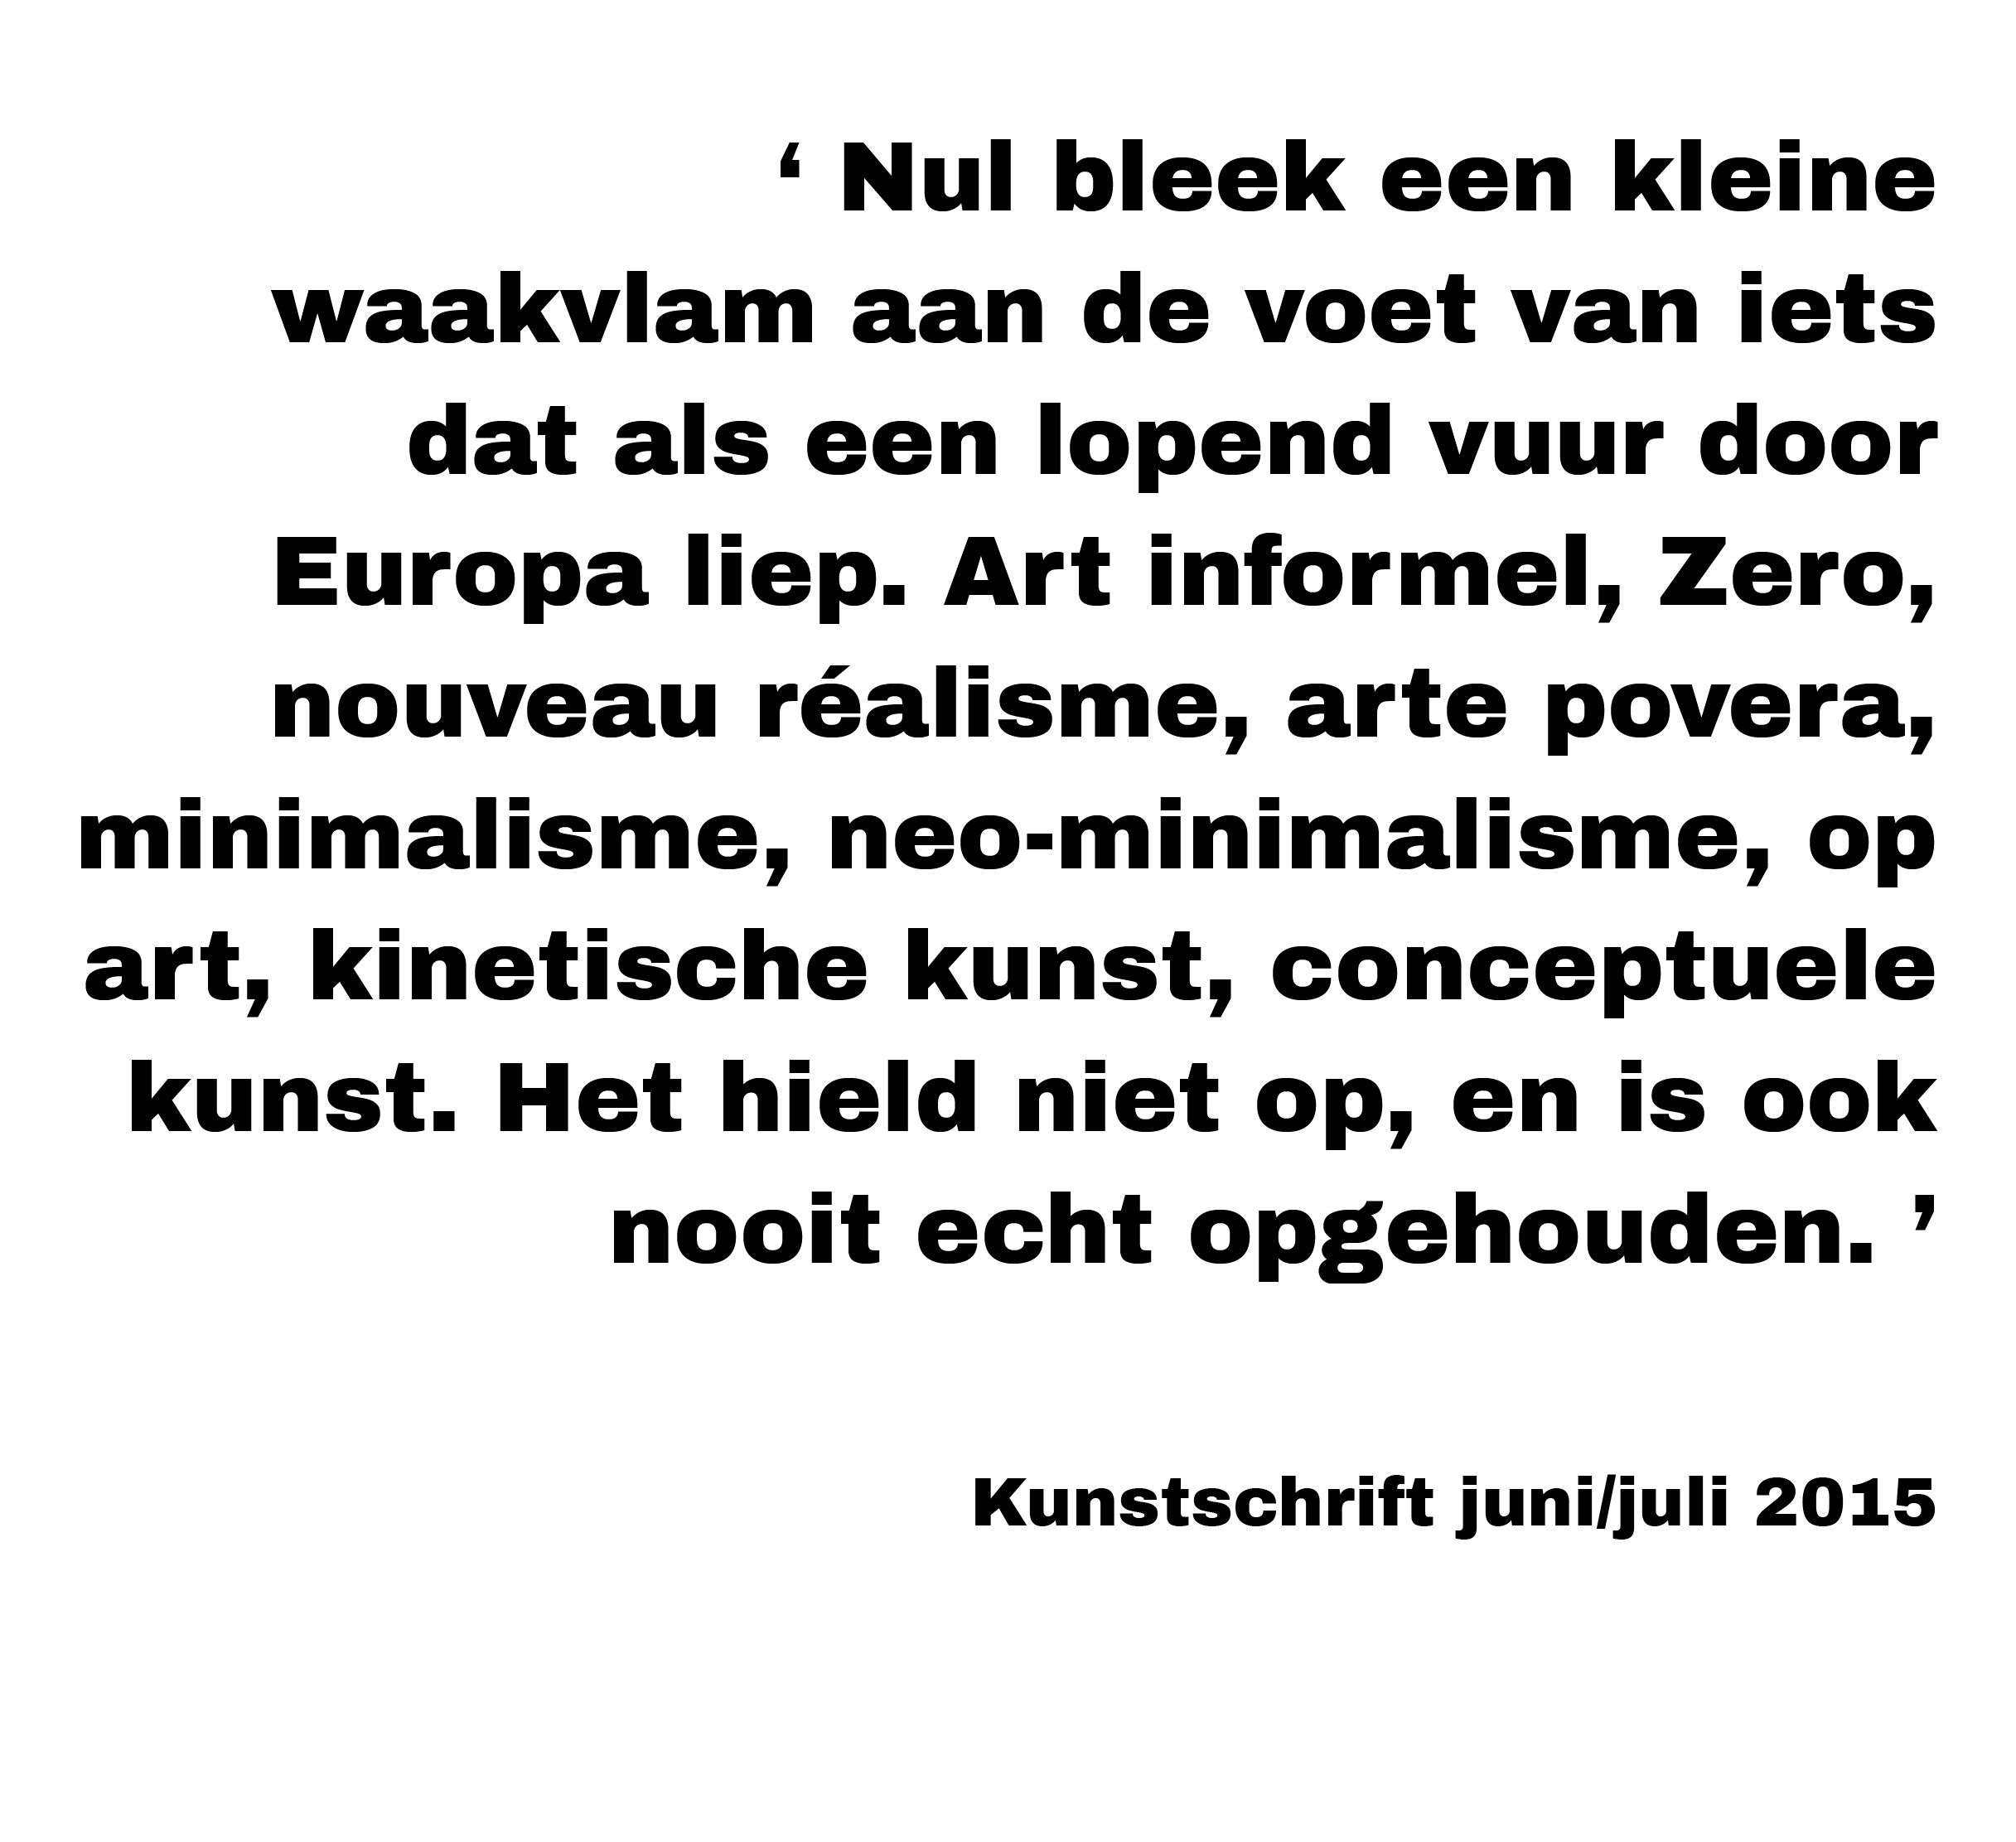 ‘ Nul bleek een kleine
waakvlam aan de voet van iets
dat als een lopend vuur door
Europa liep. Art informel, Zero,
nouveau réalisme, arte povera,
minimalisme, neo-minimalisme, op
art, kinetische kunst, conceptuele
kunst. Het hield niet op, en is ook
nooit echt opgehouden. ’
Kunstschrift juni/juli 2015